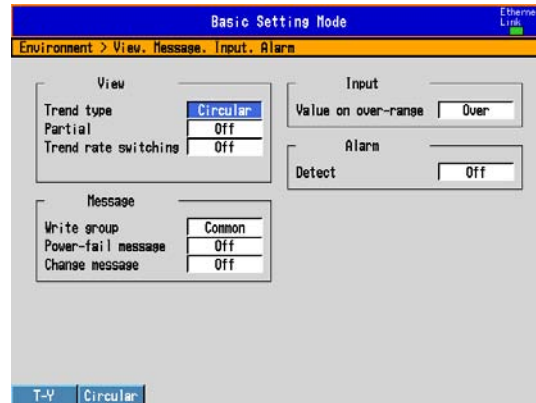 Basic Setting Mode
Etherne
Link
Environment > View. Message. Input. Alarm
View
Trend type Circular
Partial Off
Trend rate switching Off
Input
Value on over-range Over
Alarm
Detect Off
Message
Write group Common
Power-fail message Off
Change message Off
T-Y Circular